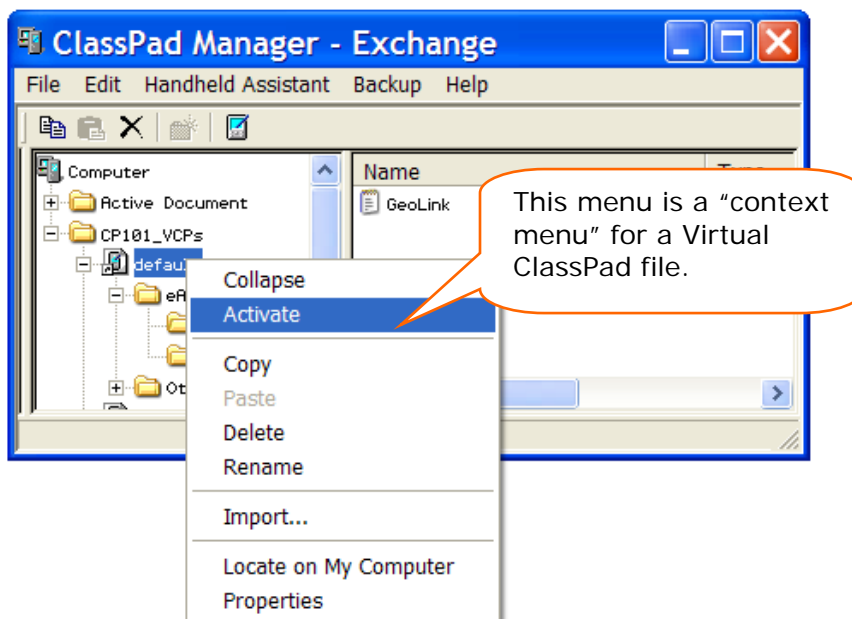 ClassPad Manager - Exchange
File Edit Handheld Assistant Backup Help
Computer
Name
Active Document
GeoLink
CP101_VCPs
This menu is a "context
menu" for a Virtual
ClassPad file.
Collapse
Activate
Copy
Paste
Delete
Rename
Import...
Locate on My Computer
Properties